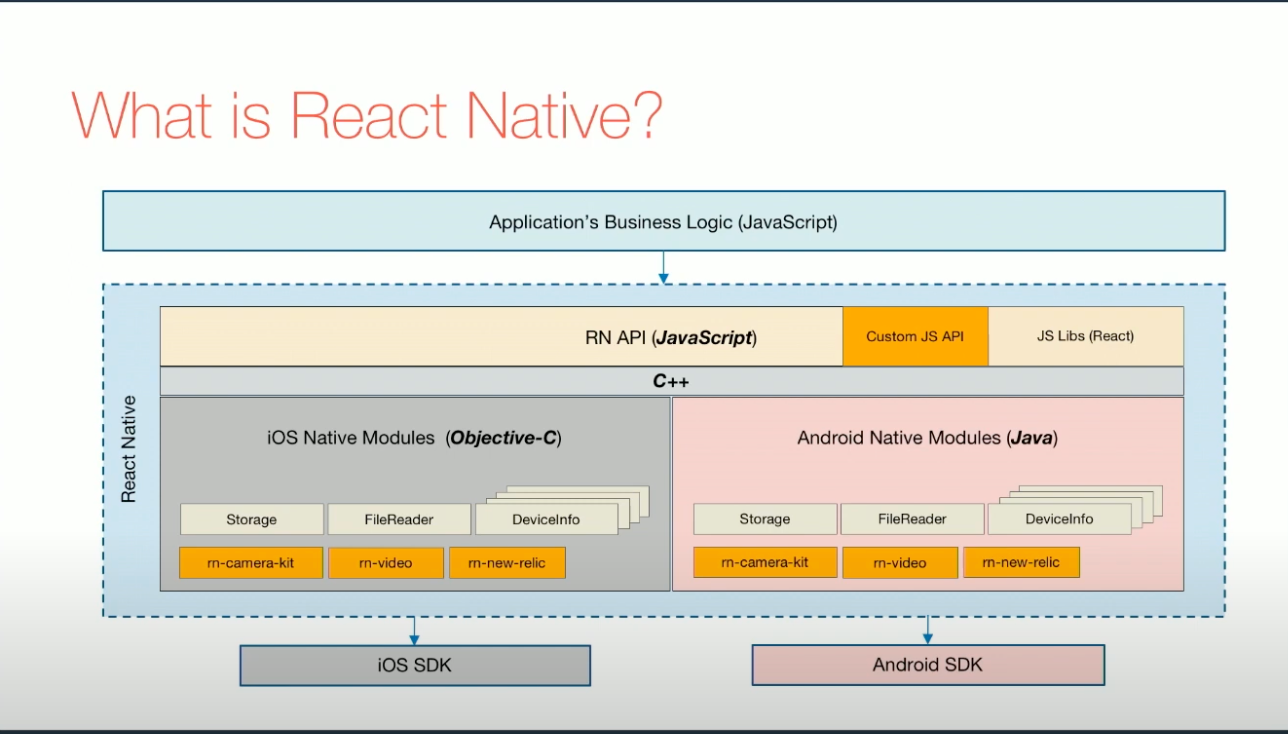 What is React Native?
Application's Business Logic (JavaScript)
RN API (JavaScript)
Custom JS API
JS Libs (React)
C++
React Native
iOS Native Modules (Objective-C)
Android Native Modules (Java)
Storage
FileReader
DeviceInfo
Storage
FileReader
DeviceInfo
rn-camera-kit
rn-video
rn-new-relic
rn-camera-kit
rn-video
rn-new-relic
iOS SDK
Android SDK